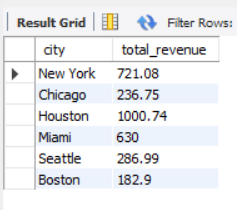 Result Grid Filter Rows:
city total_revenue
New York 721.08
Chicago 236.75
Houston 1000.74
Miami 630
Seattle 286.99
Boston 182.9